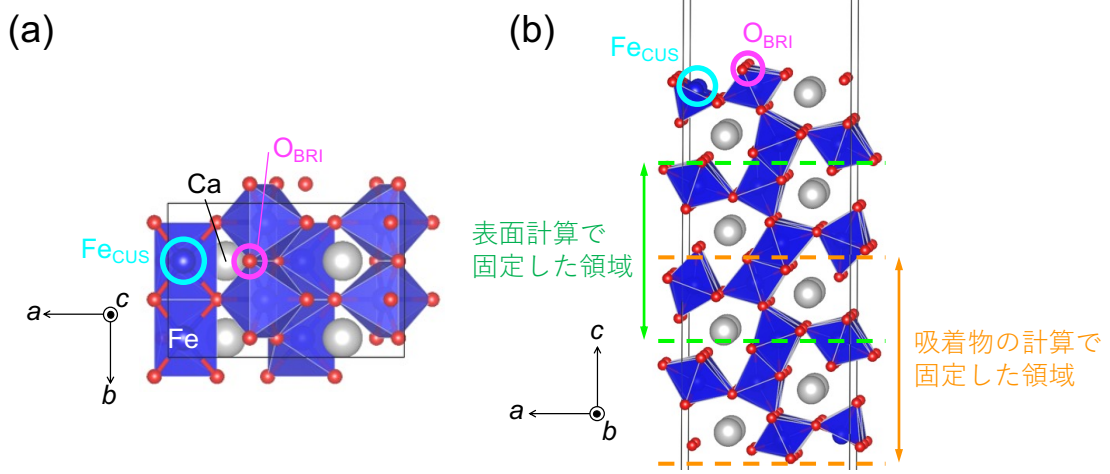 (a)
O_BRI
Ca
Fe_CUS
Fe
a
c
b
(b)
Fe_CUS
O_BRI
表面計算で
固定した領域
吸着物の計算で
固定した領域
c
a
b